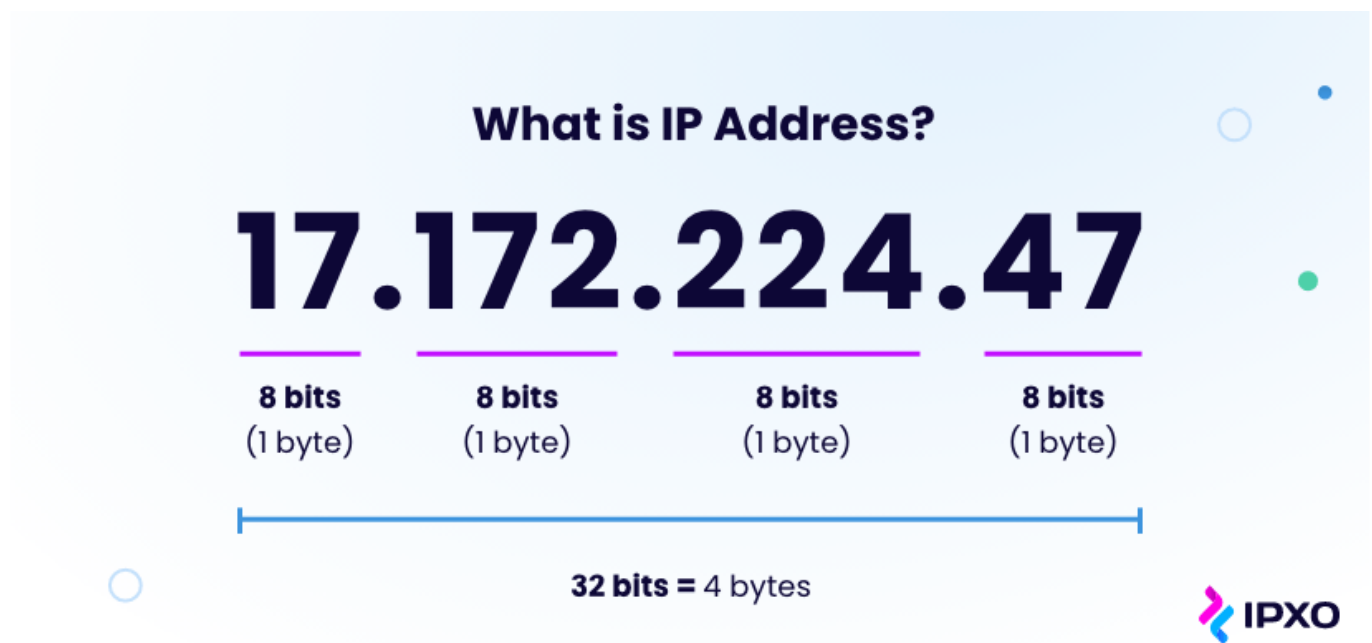 What is IP Address?
17.172.224.47
8 bits 8 bits 8 bits 8 bits
(1 byte) (1 byte) (1 byte) (1 byte)
32 bits = 4 bytes
IPXO